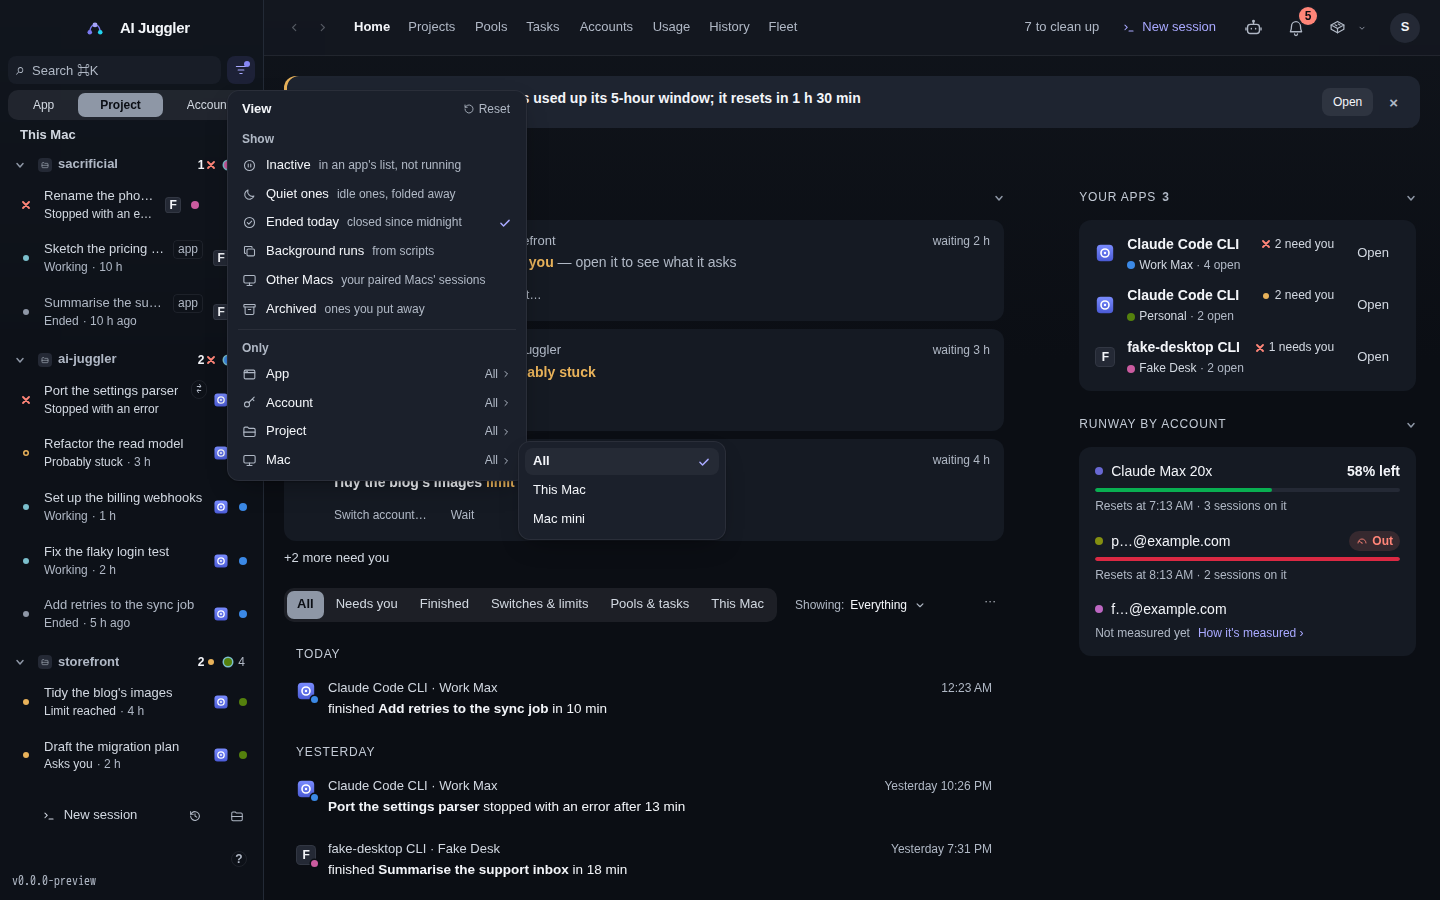 AI Juggler
Home Projects Pools Tasks Accounts Usage History Fleet
7 to clean up New session 5 S
Search ⌘K
App Project Accoun
This Mac
sacrificial 1
Rename the pho… F
Stopped with an e…
Sketch the pricing … app F
Working · 10 h
Summarise the su… app F
Ended · 10 h ago
ai-juggler 2
Port the settings parser
Stopped with an error
Refactor the read model
Probably stuck · 3 h
Set up the billing webhooks
Working · 1 h
Fix the flaky login test
Working · 2 h
Add retries to the sync job
Ended · 5 h ago
storefront 2 4
Tidy the blog's images
Limit reached · 4 h
Draft the migration plan
Asks you · 2 h
New session
?
v0.0.0-preview
used up its 5-hour window; it resets in 1 h 30 min
Open ×
View Reset
Show
Inactive in an app's list, not running
Quiet ones idle ones, folded away
Ended today closed since midnight
Background runs from scripts
Other Macs your paired Macs' sessions
Archived ones you put away
Only
App All
Account All
Project All
Mac All
All
This Mac
Mac mini
efront waiting 2 h
you — open it to see what it asks
t…
uggler waiting 3 h
ably stuck
waiting 4 h
Tidy the blog's images limit
Switch account… Wait
+2 more need you
All Needs you Finished Switches & limits Pools & tasks This Mac Showing: Everything …
TODAY
Claude Code CLI · Work Max 12:23 AM
finished Add retries to the sync job in 10 min
YESTERDAY
Claude Code CLI · Work Max Yesterday 10:26 PM
Port the settings parser stopped with an error after 13 min
F fake-desktop CLI · Fake Desk Yesterday 7:31 PM
finished Summarise the support inbox in 18 min
YOUR APPS 3
Claude Code CLI 2 need you Open
Work Max · 4 open
Claude Code CLI 2 need you Open
Personal · 2 open
F fake-desktop CLI 1 needs you Open
Fake Desk · 2 open
RUNWAY BY ACCOUNT
Claude Max 20x 58% left
Resets at 7:13 AM · 3 sessions on it
p…@example.com Out
Resets at 8:13 AM · 2 sessions on it
f…@example.com
Not measured yet How it's measured ›